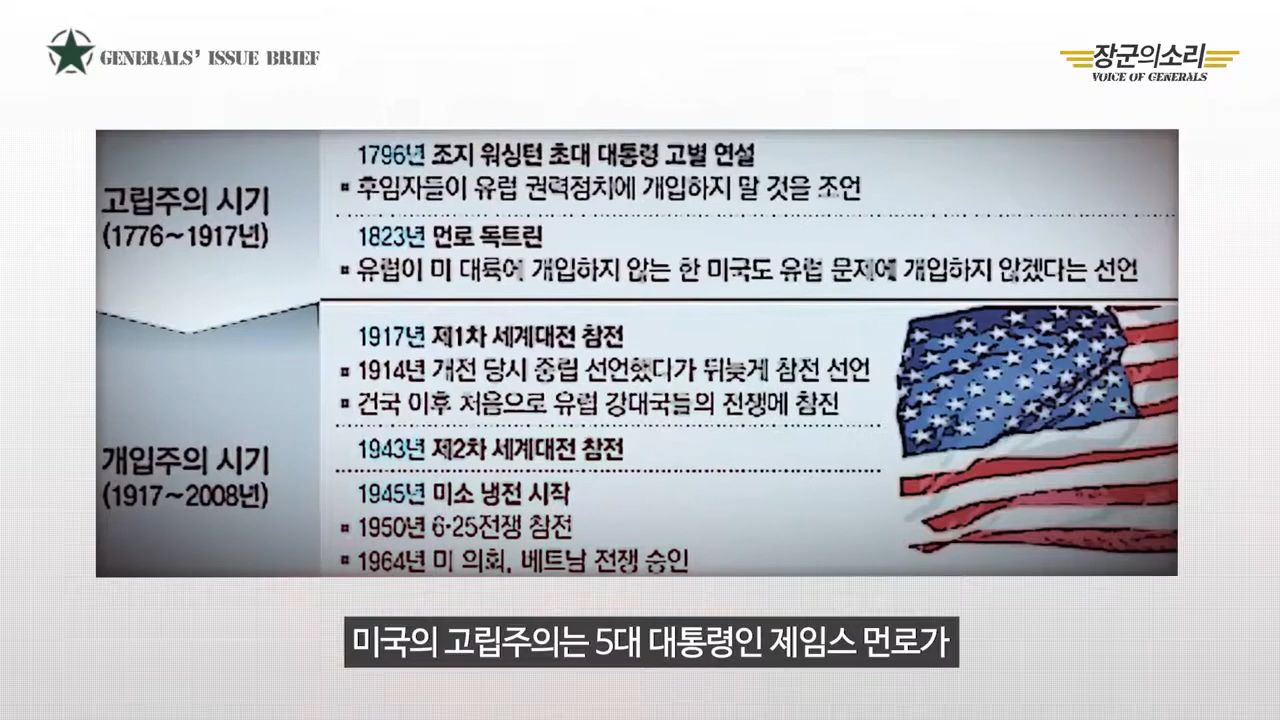 GENERALS' ISSUE BRIEF
장군의소리
VOICE OF GENERALS
고립주의 시기
(1776~1917년)
1796년 조지 워싱턴 초대 대통령 고별 연설
▪ 후임자들이 유럽 권력정치에 개입하지 말 것을 조언
1823년 먼로 독트린
▪ 유럽이 미 대륙에 개입하지 않는 한 미국도 유럽 문제에 개입하지 않겠다는 선언
개입주의 시기
(1917~2008년)
1917년 제1차 세계대전 참전
▪ 1914년 개전 당시 중립 선언했다가 뒤늦게 참전 선언
▪ 건국 이후 처음으로 유럽 강대국들의 전쟁에 참전
1943년 제2차 세계대전 참전
1945년 미소 냉전 시작
▪ 1950년 6·25전쟁 참전
▪ 1964년 미 의회, 베트남 전쟁 승인
미국의 고립주의는 5대 대통령인 제임스 먼로가